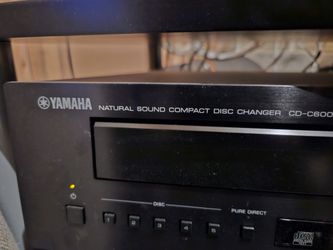 YAMAHA NATURAL SOUND COMPACT DISC CHANGER CD-C600
DISC PURE DIRECT
1 2 3 4 5